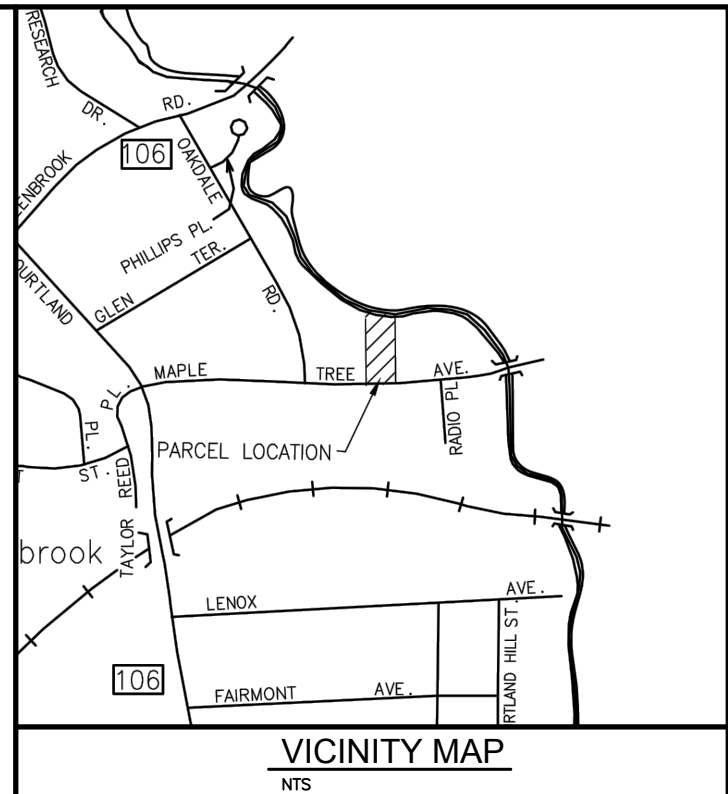 RESEARCH
DR.
RD.
106
ENBROOK
OAKDALE
PHILLIPS PL.
OURTLAND
GLEN
TER.
RD.
MAPLE
TREE
AVE.
PL.
RADIO PL.
PARCEL LOCATION
PL.
T
ST.
REED
brook
TAYLOR
LENOX
AVE.
RTLAND HILL ST.
106
FAIRMONT
AVE.
VICINITY MAP
NTS